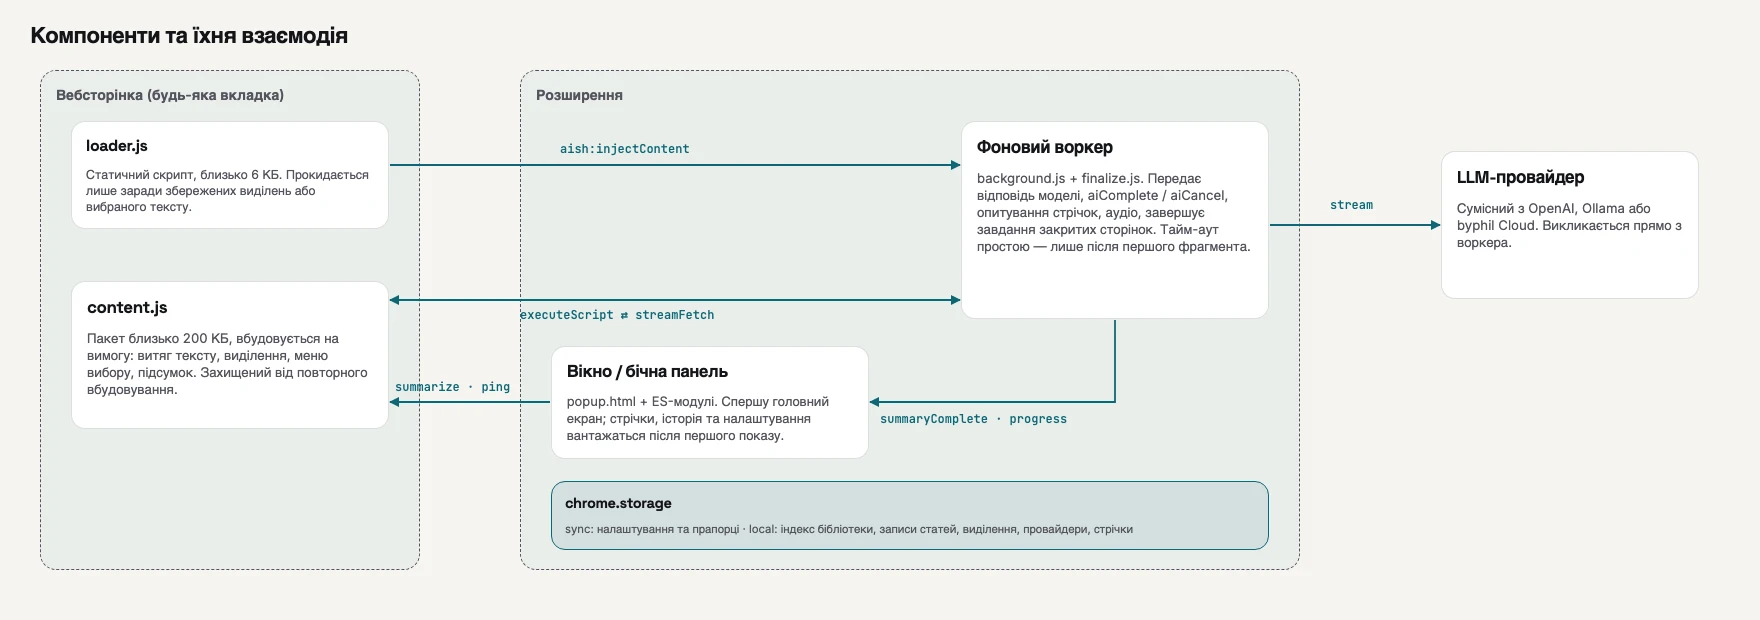 Компоненти та їхня взаємодія
Вебсторінка (будь-яка вкладка)
loader.js
Статичний скрипт, близько 6 КБ. Прокидається
лише заради збережених виділень або
вибраного тексту.
content.js
Пакет близько 200 КБ, вбудовується на
вимогу: витяг тексту, виділення, меню
вибору, підсумок. Захищений від повторного
вбудовування.
Розширення
aish:injectContent
executeScript ⇄ streamFetch
summarize · ping
Фоновий воркер
background.js + finalize.js. Передає
відповідь моделі, aiComplete / aiCancel,
опитування стрічок, аудіо, завершує
завдання закритих сторінок. Тайм-аут
простою — лише після першого фрагмента.
Вікно / бічна панель
popup.html + ES-модулі. Спершу головний
екран; стрічки, історія та налаштування
вантажаться після першого показу.
summaryComplete · progress
chrome.storage
sync: налаштування та прапорці · local: індекс бібліотеки, записи статей, виділення, провайдери, стрічки
stream
LLM-провайдер
Сумісний з OpenAI, Ollama або
byphil Cloud. Викликається прямо з
воркера.